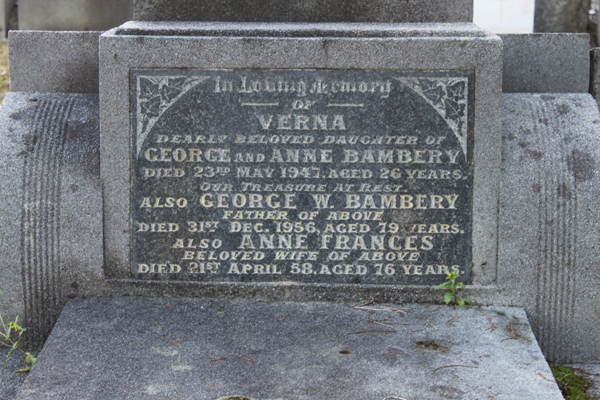 In Loving Memory
OF
VERNA
DEARLY BELOVED DAUGHTER OF
GEORGE AND ANNE BAMBERY
DIED 23RD MAY 1947, AGED 26 YEARS.
OUR TREASURE AT REST.
ALSO GEORGE W. BAMBERY
FATHER OF ABOVE
DIED 31ST DEC. 1956, AGED 79 YEARS.
ALSO ANNE FRANCES
BELOVED WIFE OF ABOVE
DIED 21ST APRIL 58, AGED 76 YEARS.